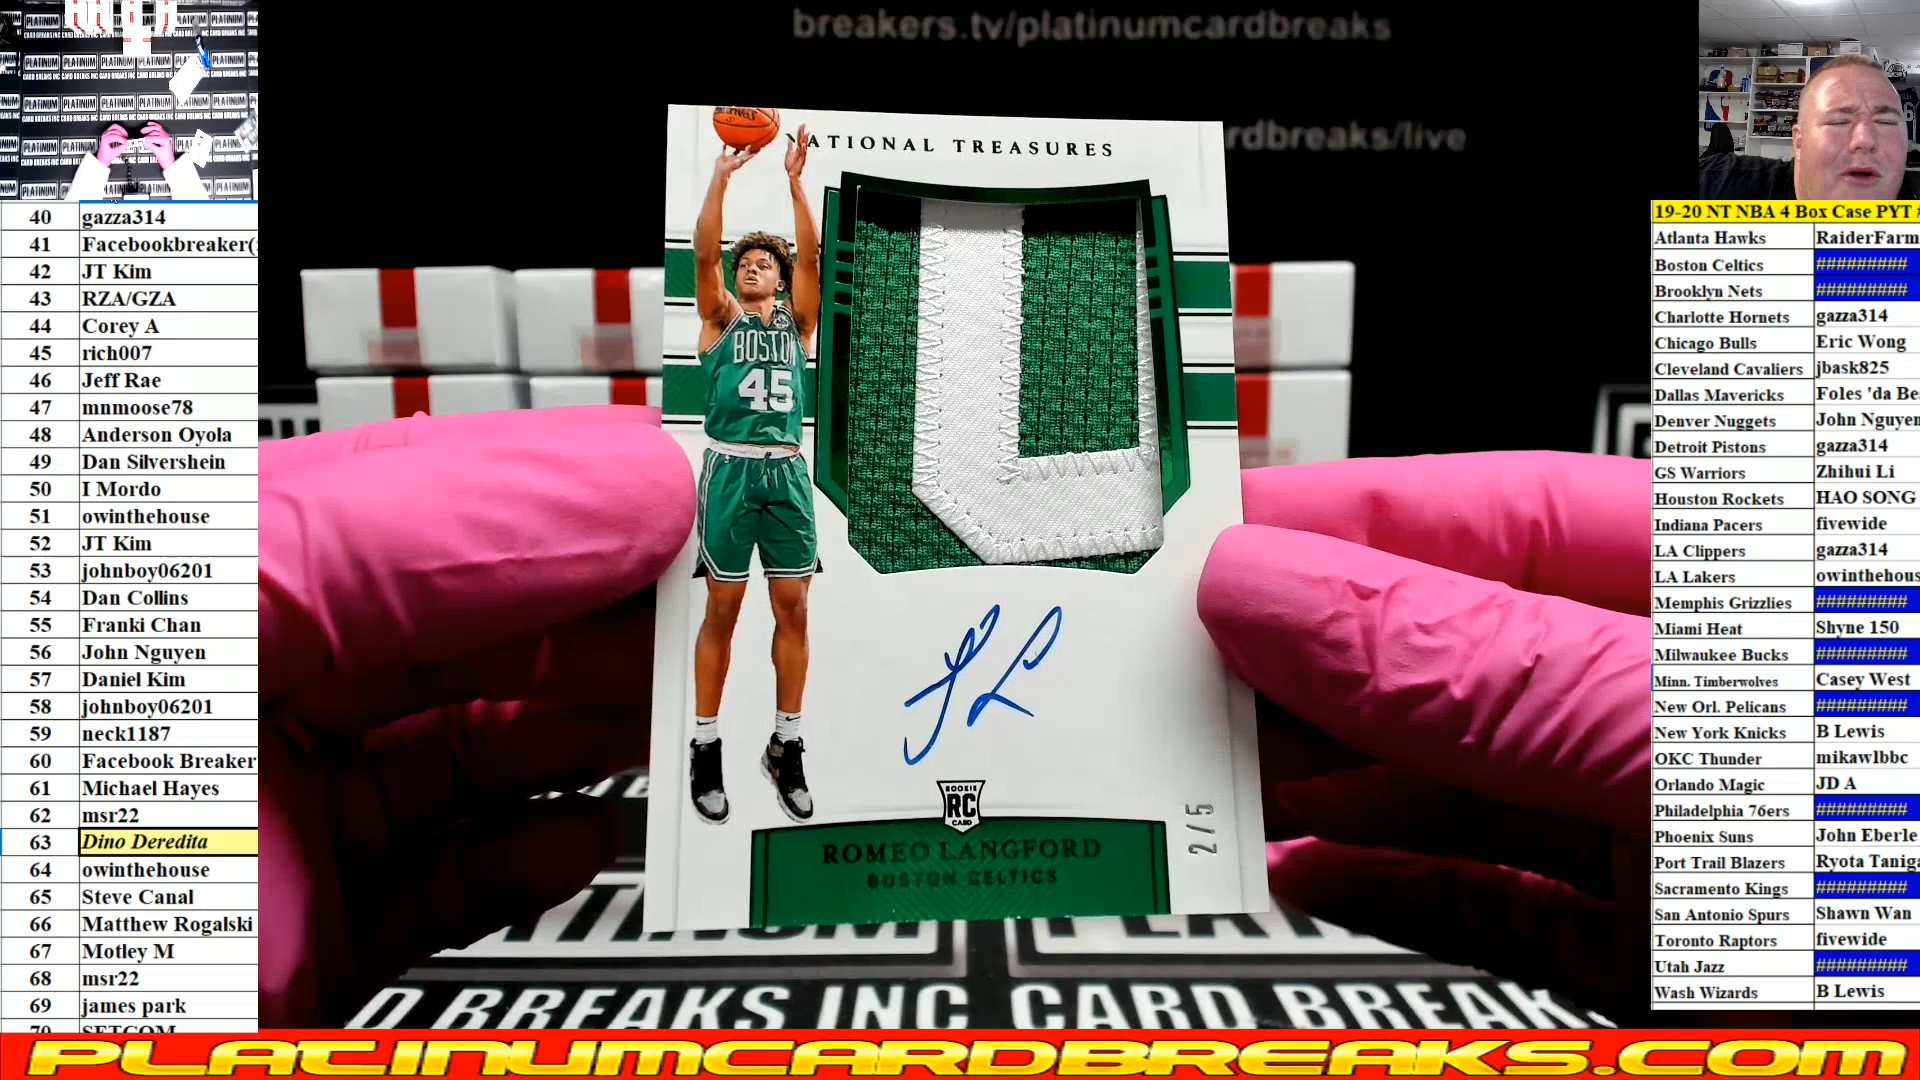 breakers.tv/platinumcardbreaks
rdbreaks/live
NATIONAL TREASURES
BOSTON
45
ROOKIE
RC
CARD
2/5
ROMEO LANGFORD
BOSTON CELTICS
D BREAKS INC CARD BREAK
40 gazza314
41 Facebookbreaker(
42 JT Kim
43 RZA/GZA
44 Corey A
45 rich007
46 Jeff Rae
47 mnmoose78
48 Anderson Oyola
49 Dan Silvershein
50 I Mordo
51 owinthehouse
52 JT Kim
53 johnboy06201
54 Dan Collins
55 Franki Chan
56 John Nguyen
57 Daniel Kim
58 johnboy06201
59 neck1187
60 Facebook Breaker
61 Michael Hayes
62 msr22
63 Dino Deredita
64 owinthehouse
65 Steve Canal
66 Matthew Rogalski
67 Motley M
68 msr22
69 james park
70 SETCOM
19-20 NT NBA 4 Box Case PYT #
Atlanta Hawks RaiderFarm
Boston Celtics #########
Brooklyn Nets #########
Charlotte Hornets gazza314
Chicago Bulls Eric Wong
Cleveland Cavaliers jbask825
Dallas Mavericks Foles 'da Be
Denver Nuggets John Nguyen
Detroit Pistons gazza314
GS Warriors Zhihui Li
Houston Rockets HAO SONG
Indiana Pacers fivewide
LA Clippers gazza314
LA Lakers owinthehous
Memphis Grizzlies #########
Miami Heat Shyne 150
Milwaukee Bucks #########
Minn. Timberwolves Casey West
New Orl. Pelicans #########
New York Knicks B Lewis
OKC Thunder mikawlbbc
Orlando Magic JD A
Philadelphia 76ers #########
Phoenix Suns John Eberle
Port Trail Blazers Ryota Taniga
Sacramento Kings #########
San Antonio Spurs Shawn Wan
Toronto Raptors fivewide
Utah Jazz #########
Wash Wizards B Lewis
PLATINUMCARDBREAKS.COM